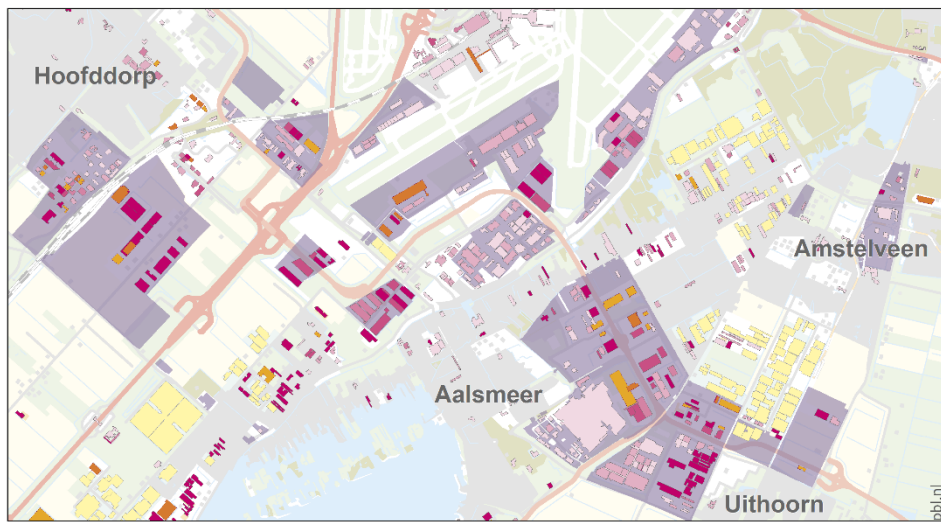 Hoofddorp
Amstelveen
Aalsmeer
Uithoorn
pbl.nl